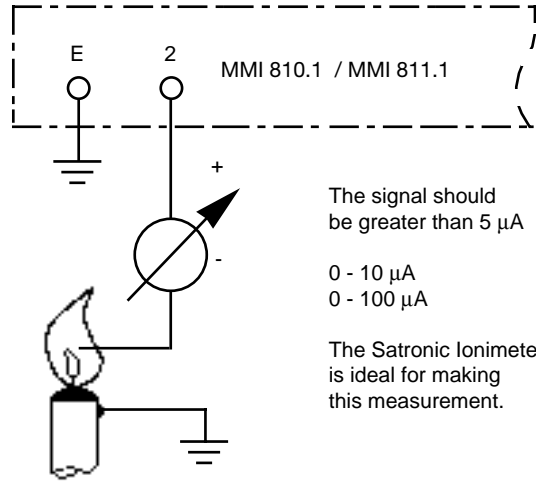 E
2
MMI 810.1 / MMI 811.1
+
-
The signal should
be greater than 5 µA
0 - 10 µA
0 - 100 µA
The Satronic Ionimete
is ideal for making
this measurement.